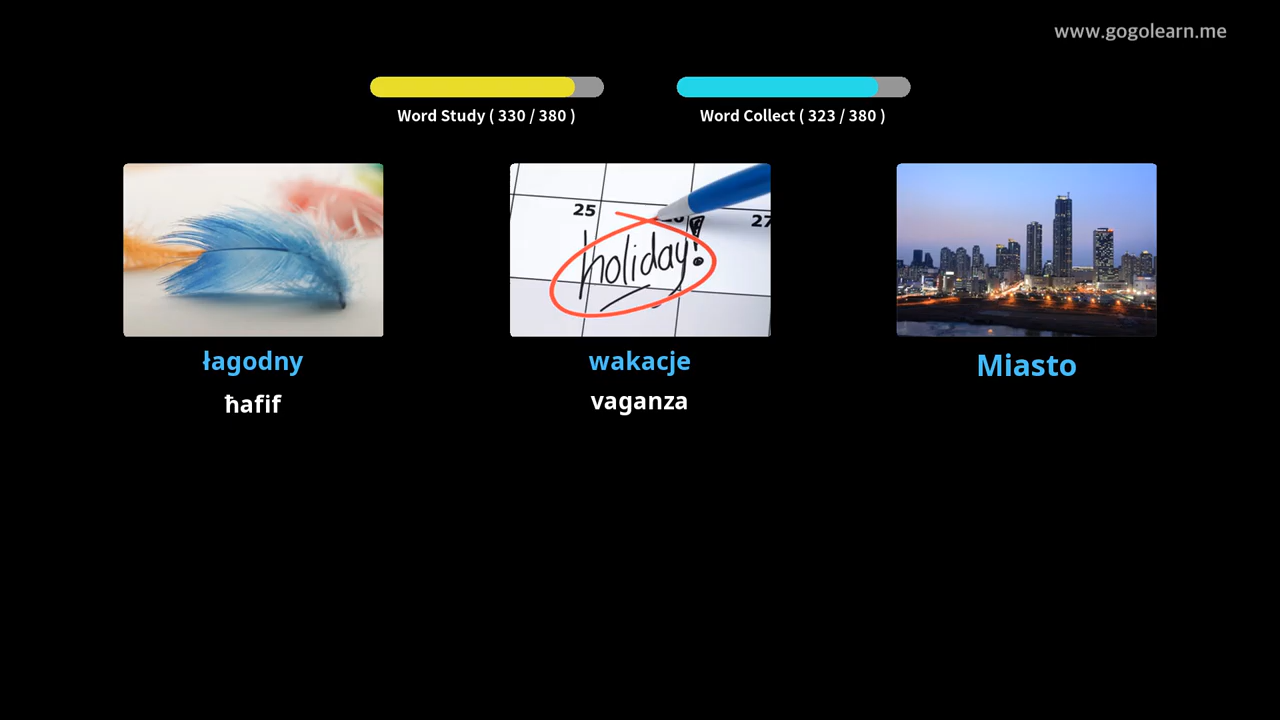 www.gogolearn.me
Word Study ( 330 / 380 )
Word Collect ( 323 / 380 )
25
27
holiday!
łagodny
wakacje
Miasto
ħafif
vaganza